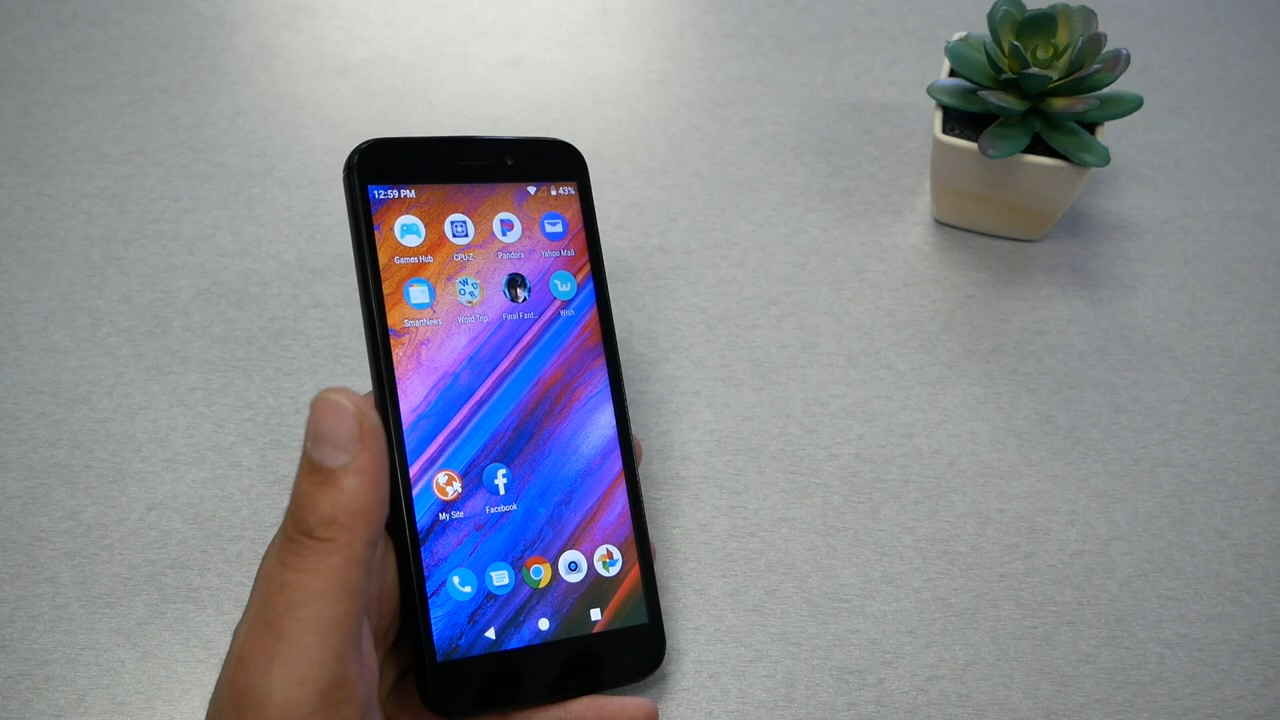 12:59 PM 43%
Games Hub CPU-Z Pandora Yahoo Mail
SmartNews Word Trip Final Fant... Wish
My Site Facebook